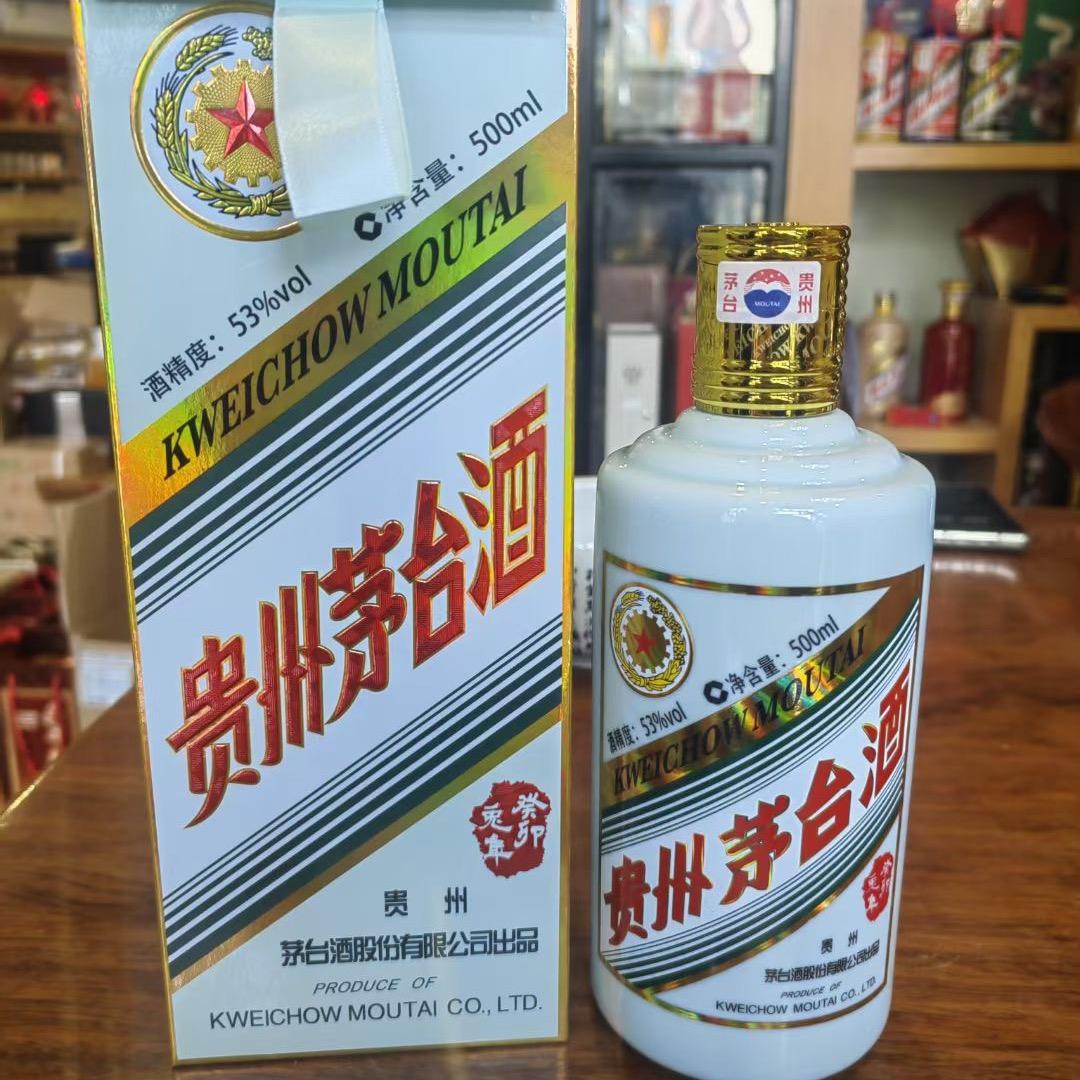 净含量：500ml
酒精度：53%vol
KWEICHOW MOUTAI
贵州茅台酒
癸卯
兔年
贵 州
茅台酒股份有限公司出品
PRODUCE OF
KWEICHOW MOUTAI CO., LTD.
贵州
茅台
MOUTAI
净含量：500ml
酒精度：53%vol
KWEICHOW MOUTAI
贵州茅台酒
癸卯
兔年
贵 州
茅台酒股份有限公司出品
PRODUCE OF
KWEICHOW MOUTAI CO., LTD.